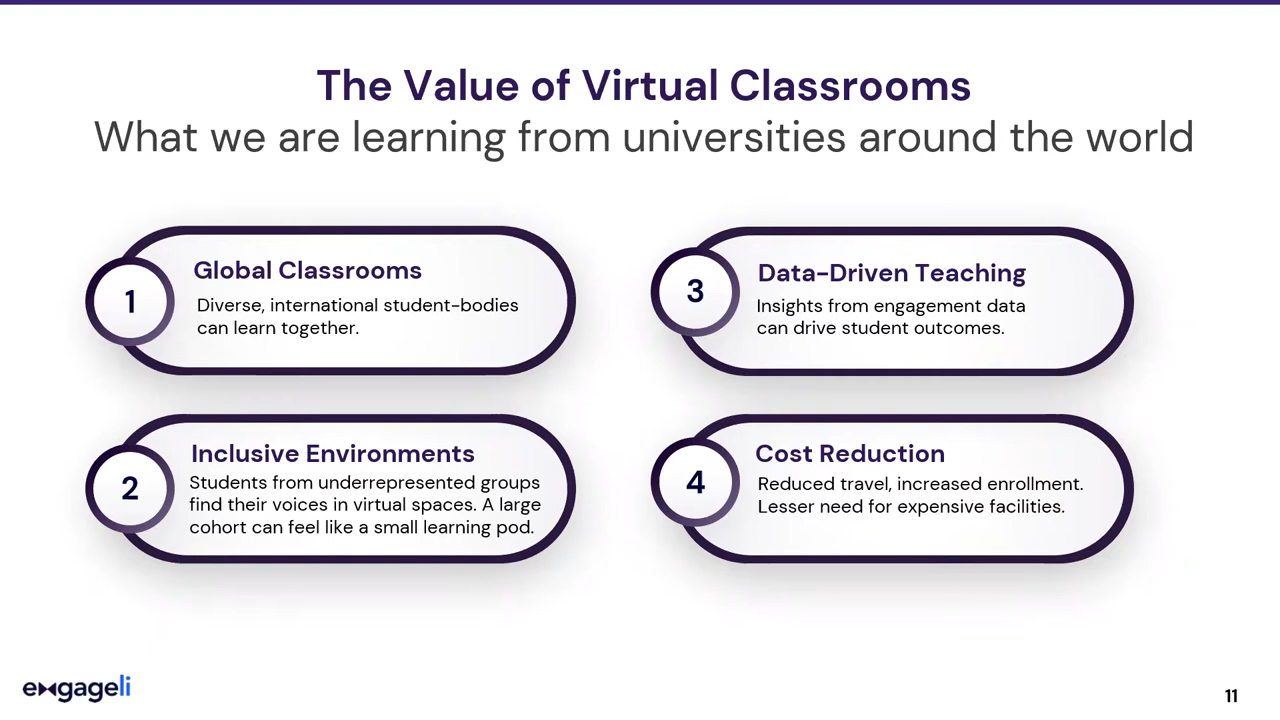 The Value of Virtual Classrooms
What we are learning from universities around the world
1
Global Classrooms
Diverse, international student-bodies
can learn together.
2
Inclusive Environments
Students from underrepresented groups
find their voices in virtual spaces. A large
cohort can feel like a small learning pod.
3
Data-Driven Teaching
Insights from engagement data
can drive student outcomes.
4
Cost Reduction
Reduced travel, increased enrollment.
Lesser need for expensive facilities.
engageli
11